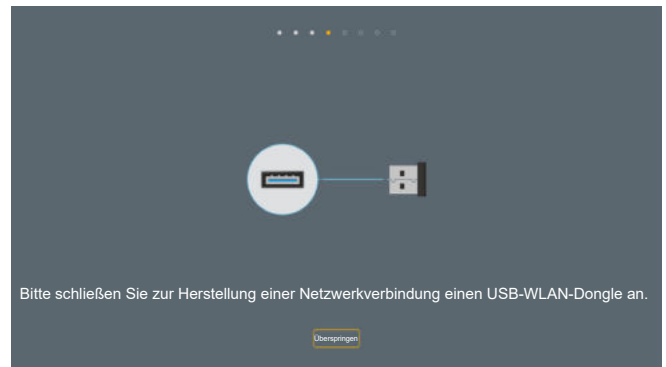 Bitte schließen Sie zur Herstellung einer Netzwerkverbindung einen USB-WLAN-Dongle an.
Überspringen